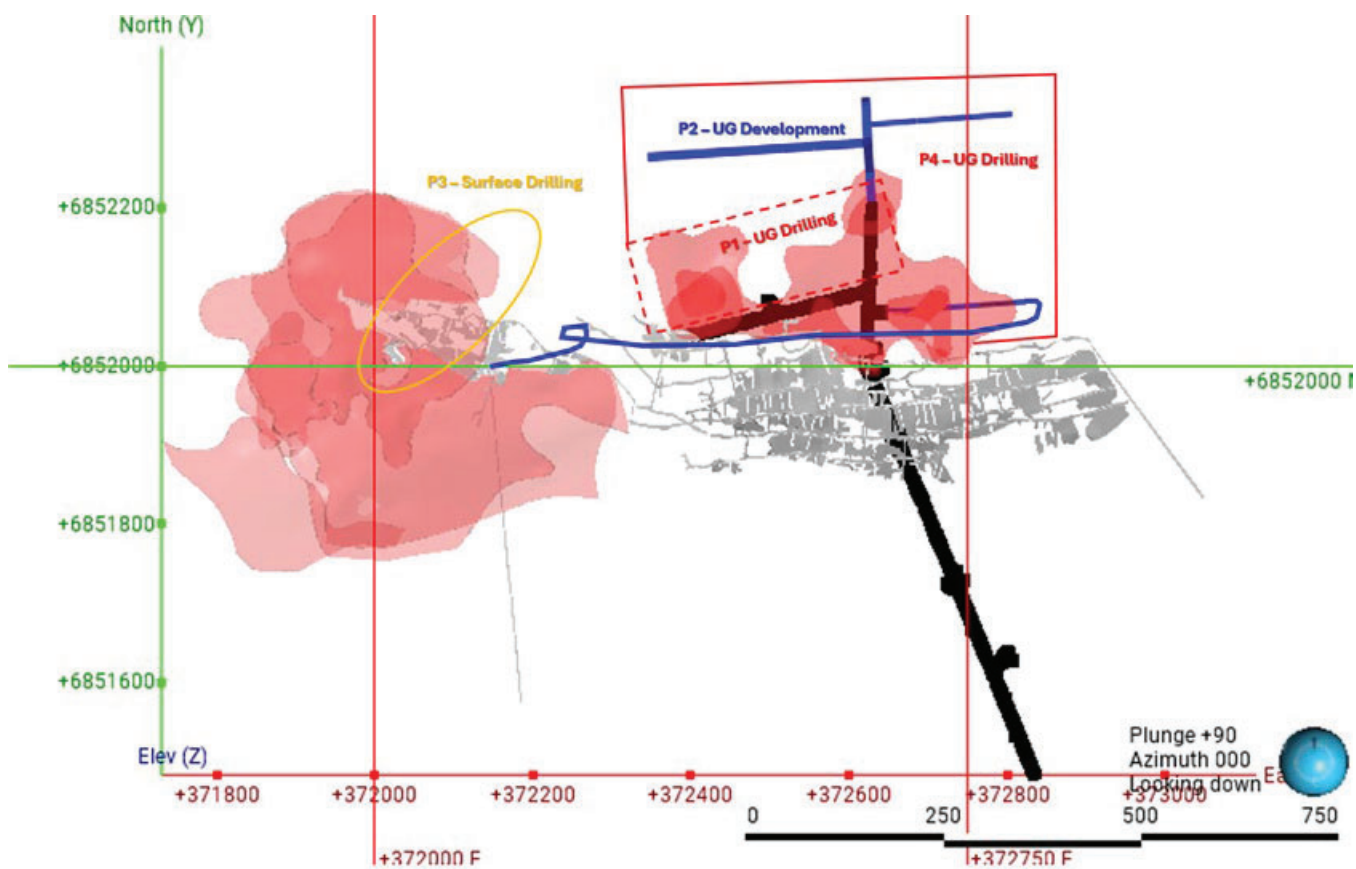 North (Y)
P2 – UG Development
P4 – UG Drilling
P3 – Surface Drilling
+6852200
P1 – UG Drilling
+6852000
+6852000 N
+6851800
+6851600
Elev (Z)
Plunge +90
Azimuth 000
Looking down
+371800
+372000
+372200
+372400
+372600
+372800
+373000
0
250
500
750
+372000 E
+372750 E